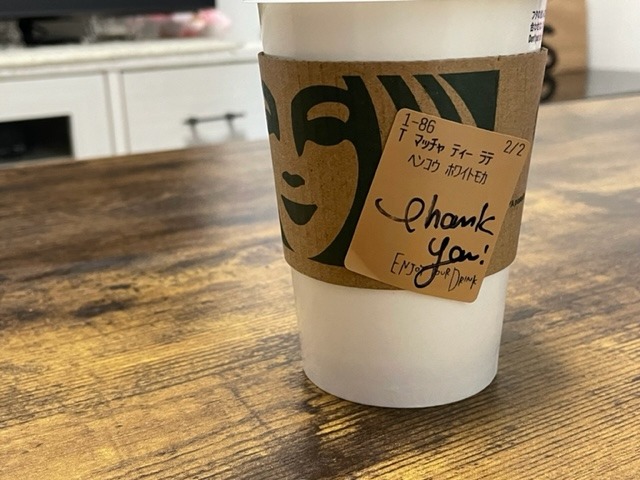 1-86 2/2
T マッチャ ティー ラテ
ヘンコウ ホワイトモカ
Thank
you!
ENJOY YOUR DRINK